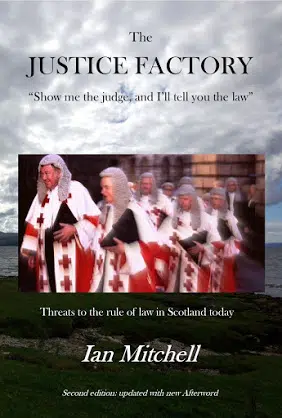 The
JUSTICE FACTORY
“Show me the judge, and I’ll tell you the law”
Threats to the rule of law in Scotland today
Ian Mitchell
Second edition: updated with new Afterword